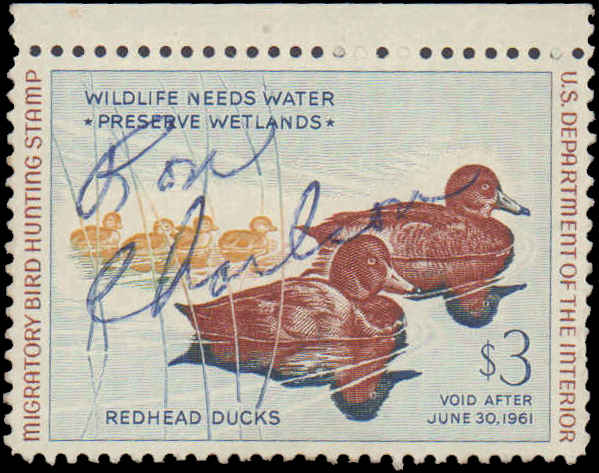 WILDLIFE NEEDS WATER
★PRESERVE WETLANDS★
Ron
MIGRATORY BIRD HUNTING STAMP
U.S. DEPARTMENT OF THE INTERIOR
$3
VOID AFTER
JUNE 30, 1961
REDHEAD DUCKS